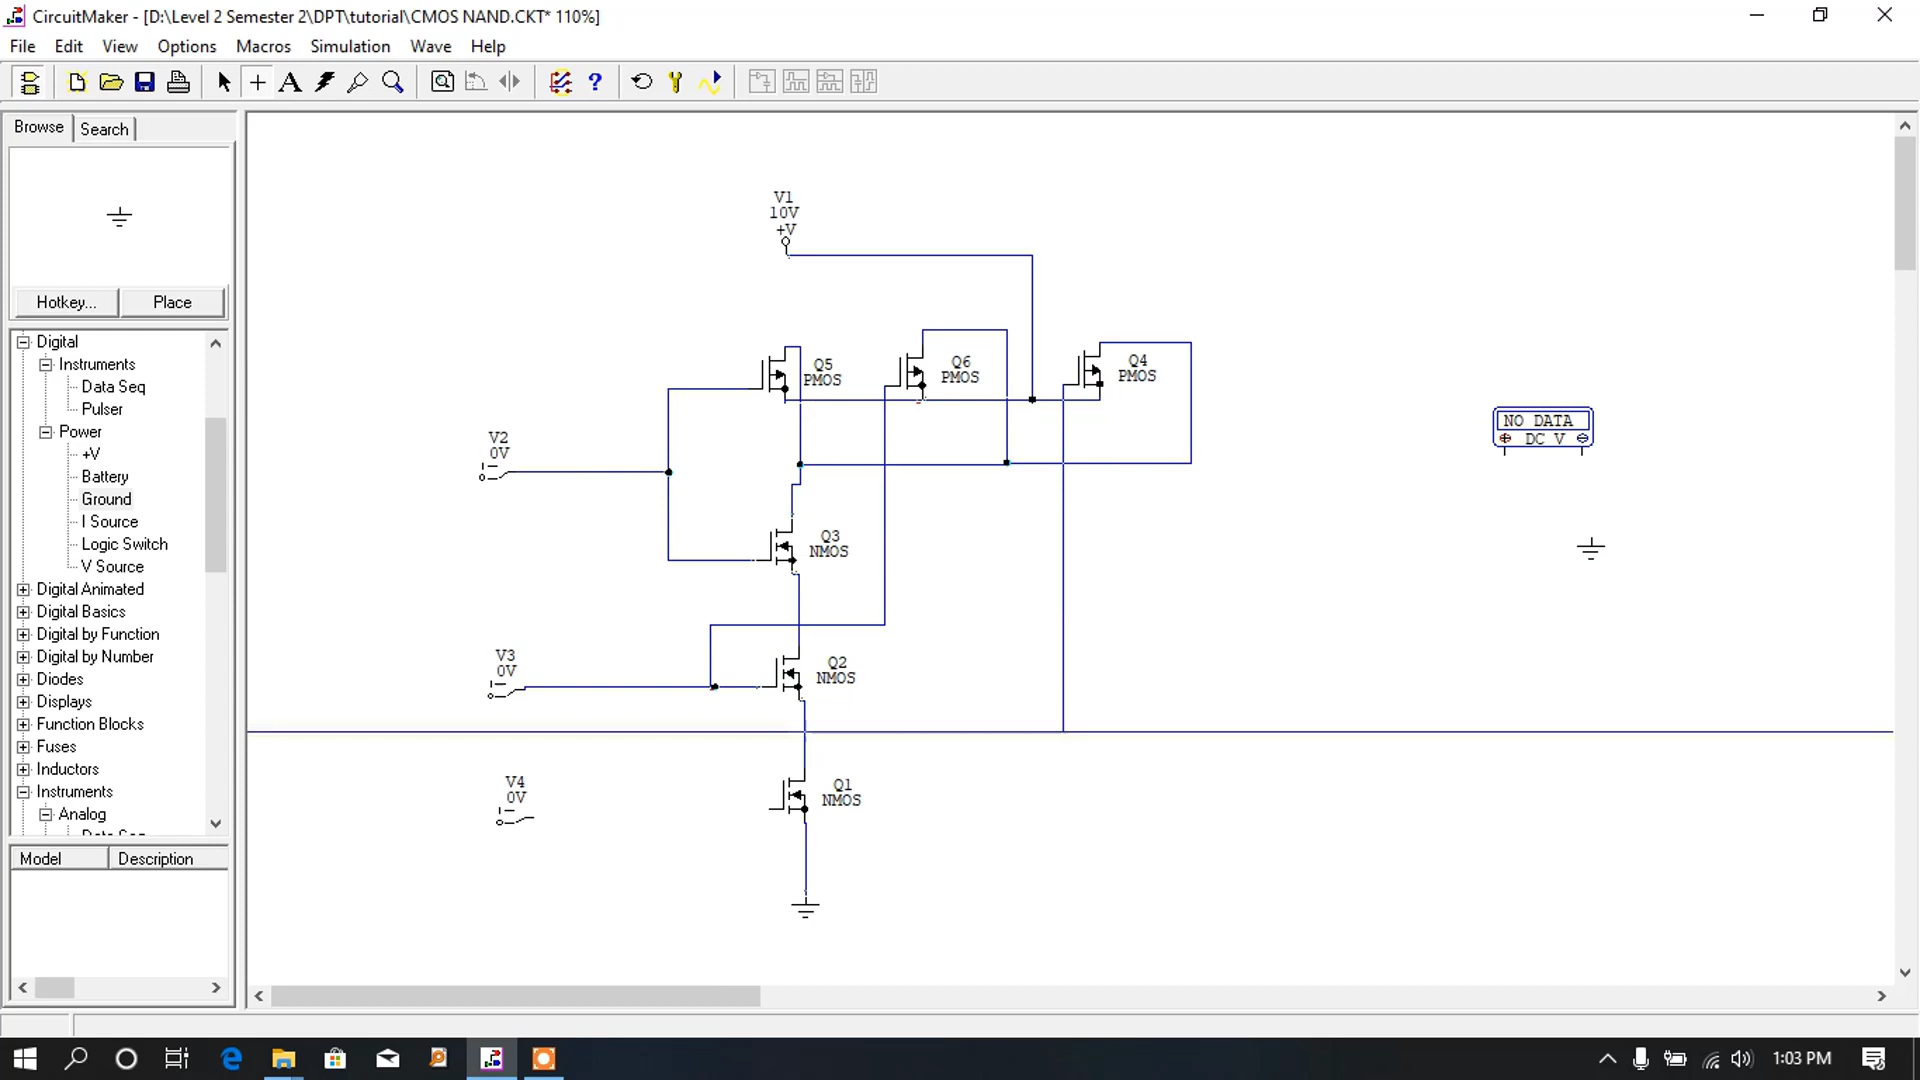 CircuitMaker - [D:\Level 2 Semester 2\DPT\tutorial\CMOS NAND.CKT* 110%]
File Edit View Options Macros Simulation Wave Help
Browse Search
Hotkey... Place
Digital
Instruments
Data Seq
Pulser
Power
+V
Battery
Ground
I Source
Logic Switch
V Source
Digital Animated
Digital Basics
Digital by Function
Digital by Number
Diodes
Displays
Function Blocks
Fuses
Inductors
Instruments
Analog
Data Seq
Model Description
V1
10V
+V
Q5
PMOS
Q6
PMOS
Q4
PMOS
NO DATA
DC V
V2
0V
Q3
NMOS
V3
0V
Q2
NMOS
V4
0V
Q1
NMOS
1:03 PM